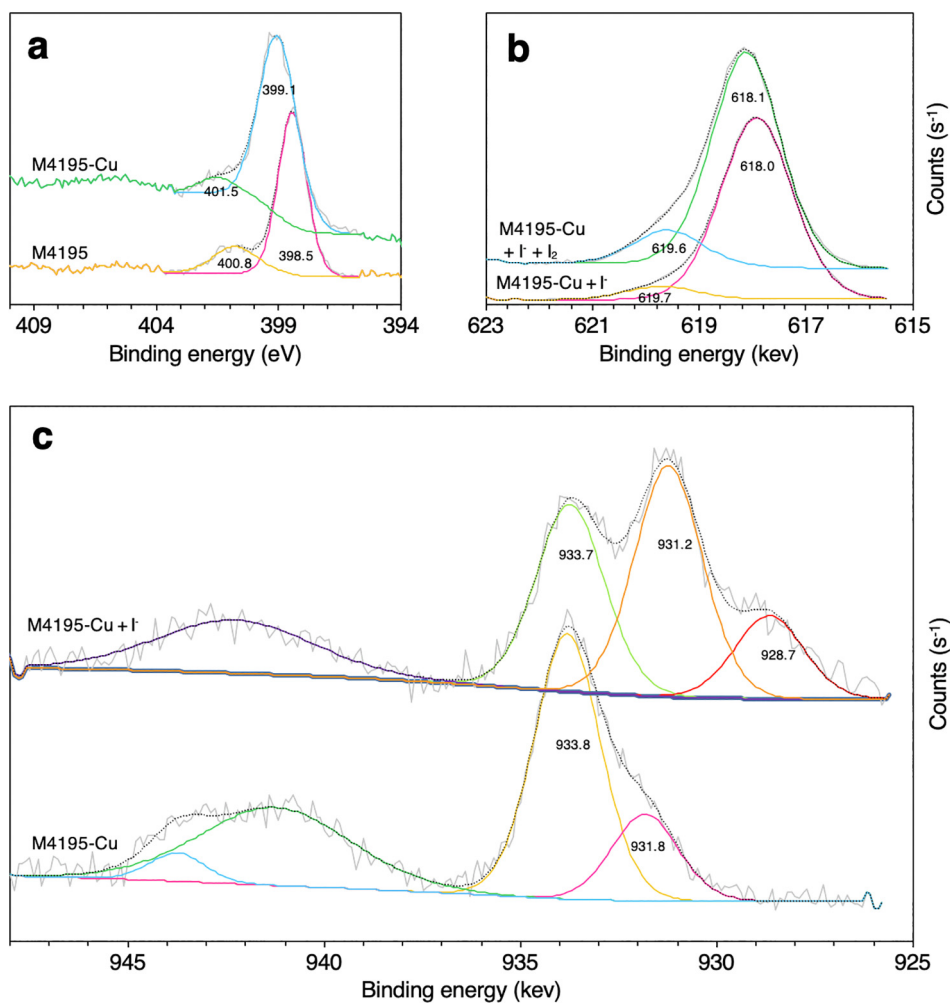 a
M4195-Cu
M4195
399.1
401.5
398.5
400.8
409
404
399
394
Binding energy (eV)
b
M4195-Cu
+ I- + I2
M4195-Cu + I-
618.1
618.0
619.6
619.7
623
621
619
617
615
Binding energy (kev)
Counts (s-1)
c
M4195-Cu + I-
M4195-Cu
933.7
931.2
928.7
933.8
931.8
945
940
935
930
925
Binding energy (kev)
Counts (s-1)